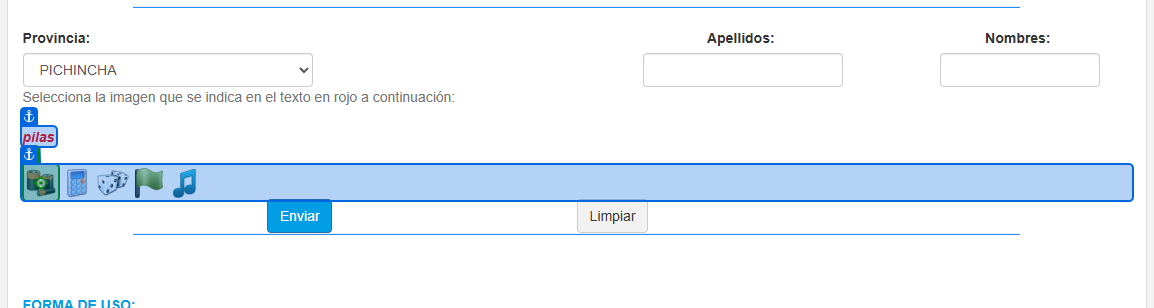 Provincia: Apellidos: Nombres:
PICHINCHA
Selecciona la imagen que se indica en el texto en rojo a continuación:
pilas
Enviar Limpiar
FORMA DE USO: